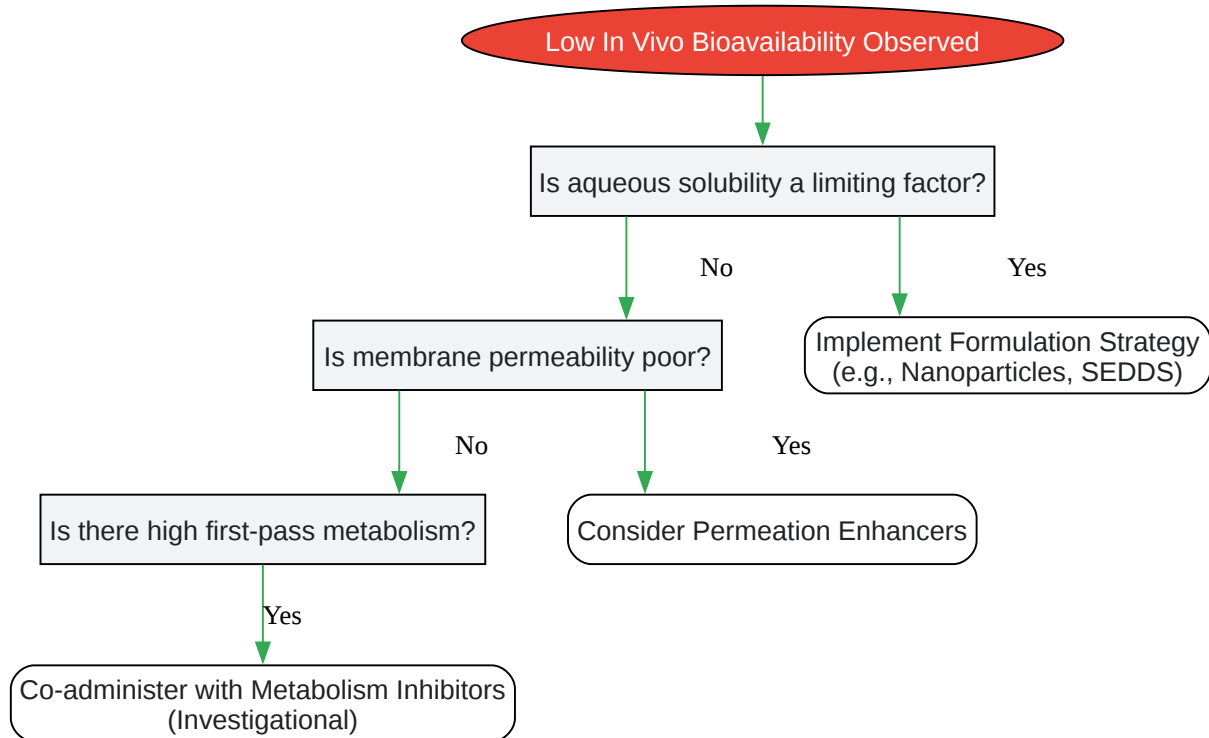 Low In Vivo Bioavailability Observed
Is aqueous solubility a limiting factor?
No
Yes
Is membrane permeability poor?
Implement Formulation Strategy
(e.g., Nanoparticles, SEDDS)
No
Yes
Is there high first-pass metabolism?
Consider Permeation Enhancers
Yes
Co-administer with Metabolism Inhibitors
(Investigational)